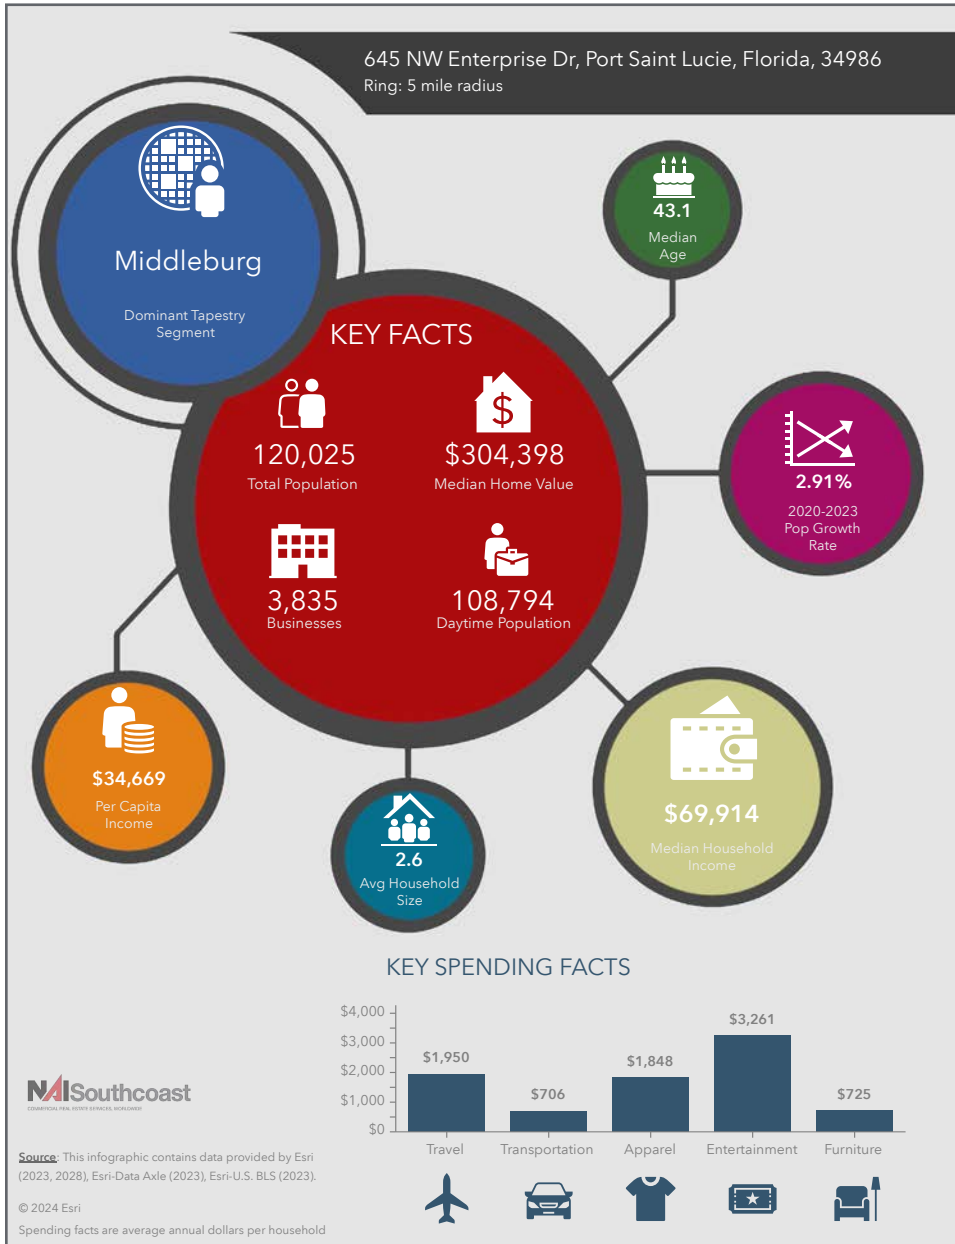 645 NW Enterprise Dr, Port Saint Lucie, Florida, 34986
Ring: 5 mile radius
Middleburg
Dominant Tapestry
Segment
43.1
Median
Age
KEY FACTS
120,025
Total Population
$304,398
Median Home Value
3,835
Businesses
108,794
Daytime Population
2.91%
2020-2023
Pop Growth
Rate
$34,669
Per Capita
Income
2.6
Avg Household
Size
$69,914
Median Household
Income
KEY SPENDING FACTS
$4,000
$3,000
$2,000
$1,000
$0
$1,950
$706
$1,848
$3,261
$725
Travel
Transportation
Apparel
Entertainment
Furniture
NAISouthcoast
COMMERCIAL REAL ESTATE SERVICES, WORLDWIDE
Source: This infographic contains data provided by Esri
(2023, 2028), Esri-Data Axle (2023), Esri-U.S. BLS (2023).
© 2024 Esri
Spending facts are average annual dollars per household